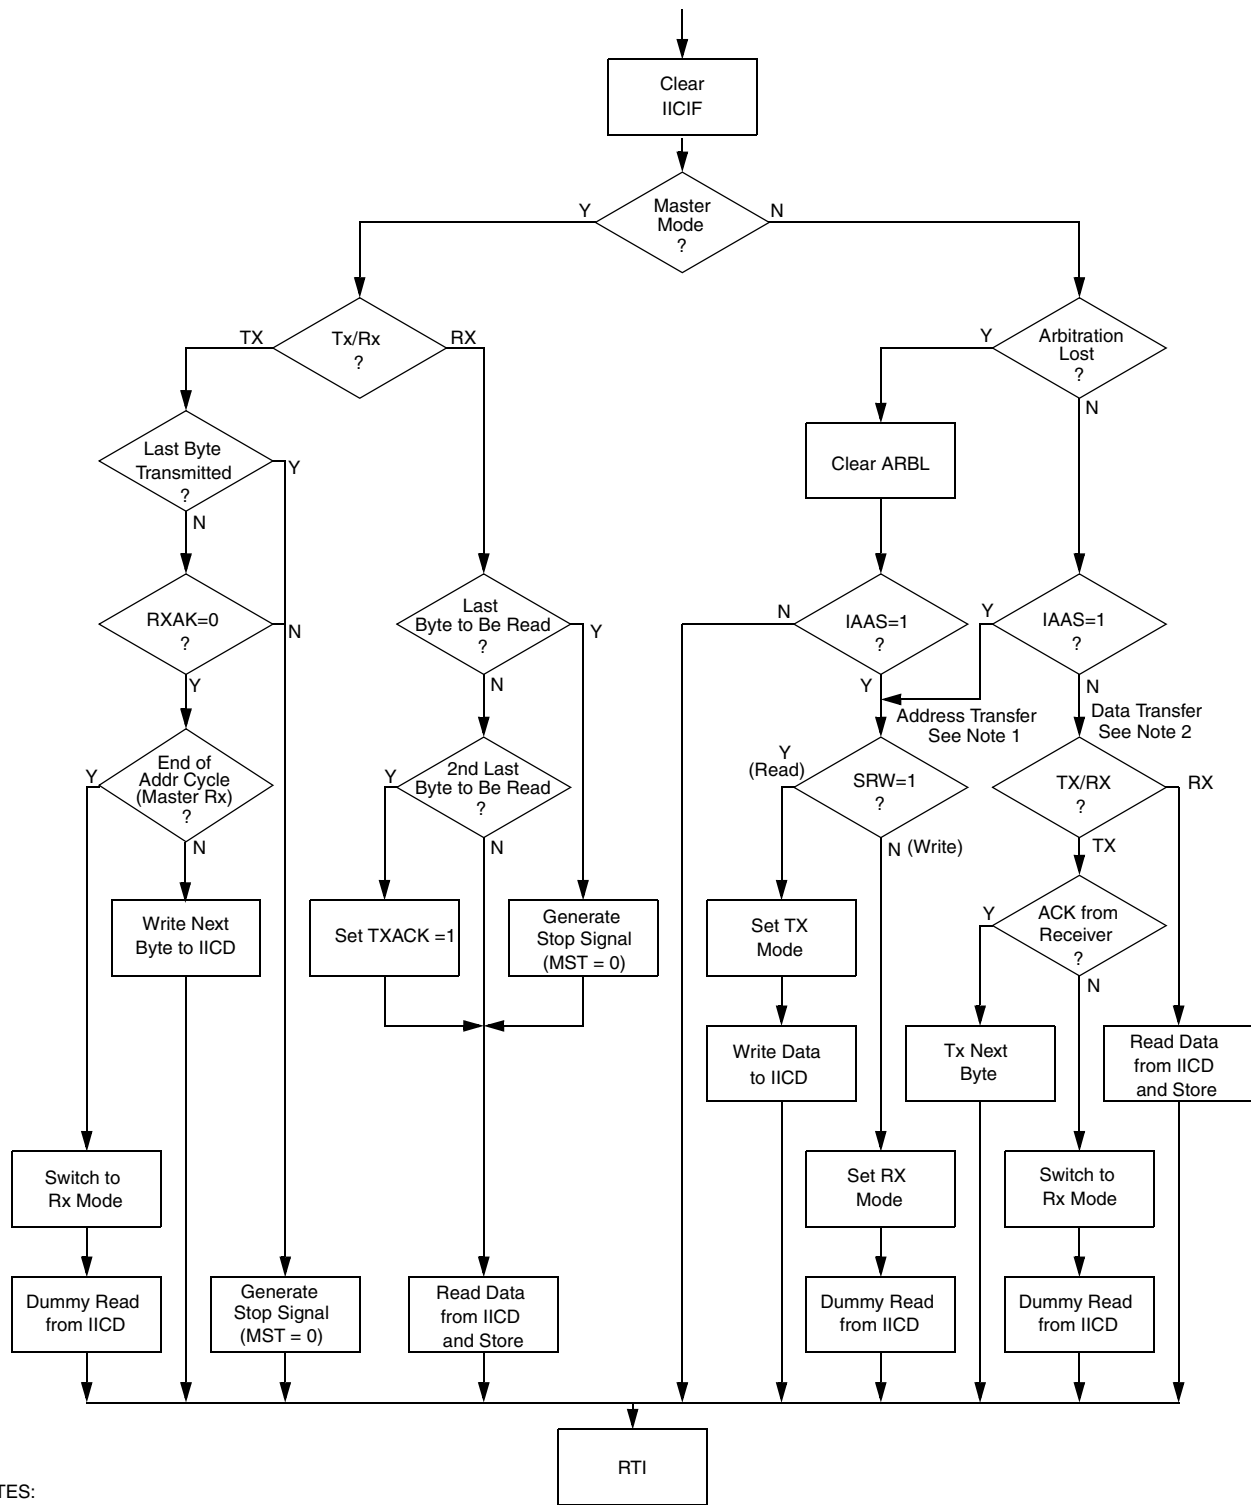 Clear
IICIF
Master
Mode
?
Y
N
Tx/Rx
?
TX
RX
Arbitration
Lost
?
Y
N
Last Byte
Transmitted
?
Y
N
Clear ARBL
RXAK=0
?
N
Y
Last
Byte to Be Read
?
Y
N
IAAS=1
?
N
Y
IAAS=1
?
Y
N
Address Transfer
See Note 1
Data Transfer
See Note 2
End of
Addr Cycle
(Master Rx)
?
Y
N
2nd Last
Byte to Be Read
?
Y
N
Y
(Read)
SRW=1
?
N (Write)
TX/RX
?
RX
TX
Write Next
Byte to IICD
Set TXACK =1
Generate
Stop Signal
(MST = 0)
Set TX
Mode
Y
ACK from
Receiver
?
N
Write Data
to IICD
Tx Next
Byte
Read Data
from IICD
and Store
Switch to
Rx Mode
Set RX
Mode
Switch to
Rx Mode
Dummy Read
from IICD
Generate
Stop Signal
(MST = 0)
Read Data
from IICD
and Store
Dummy Read
from IICD
Dummy Read
from IICD
RTI
TES: